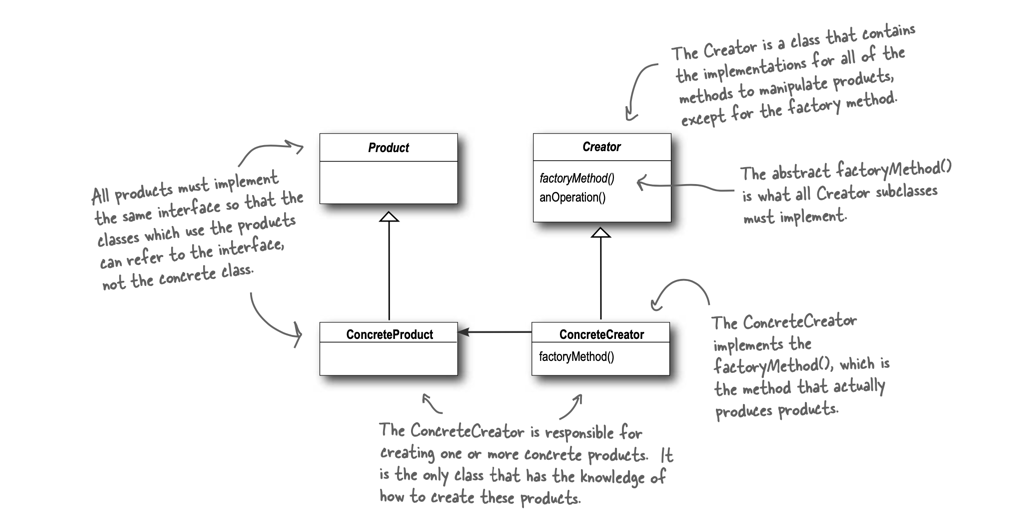 The Creator is a class that contains
the implementations for all of the
methods to manipulate products,
except for the factory method.
Product
Creator
factoryMethod()
anOperation()
The abstract factoryMethod()
is what all Creator subclasses
must implement.
All products must implement
the same interface so that the
classes which use the products
can refer to the interface,
not the concrete class.
ConcreteProduct
ConcreteCreator
factoryMethod()
The ConcreteCreator
implements the
factoryMethod(), which is
the method that actually
produces products.
The ConcreteCreator is responsible for
creating one or more concrete products. It
is the only class that has the knowledge of
how to create these products.